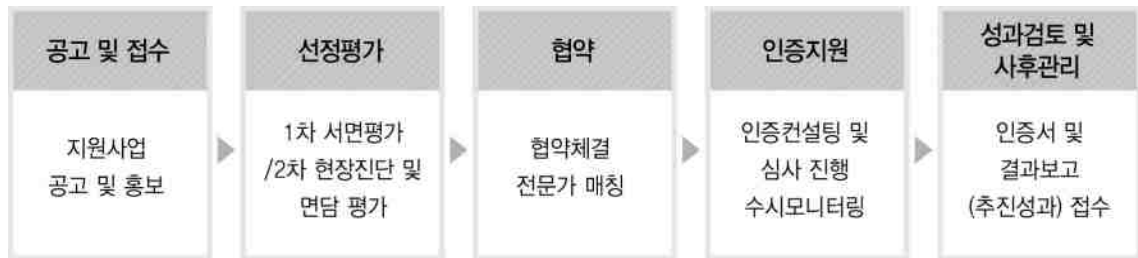 공고 및 접수
지원사업
공고 및 홍보
선정평가
1차 서면평가
/2차 현장진단 및
면담 평가
협약
협약체결
전문가 매칭
인증지원
인증컨설팅 및
심사 진행
수시모니터링
성과검토 및
사후관리
인증서 및
결과보고
(추진성과) 접수